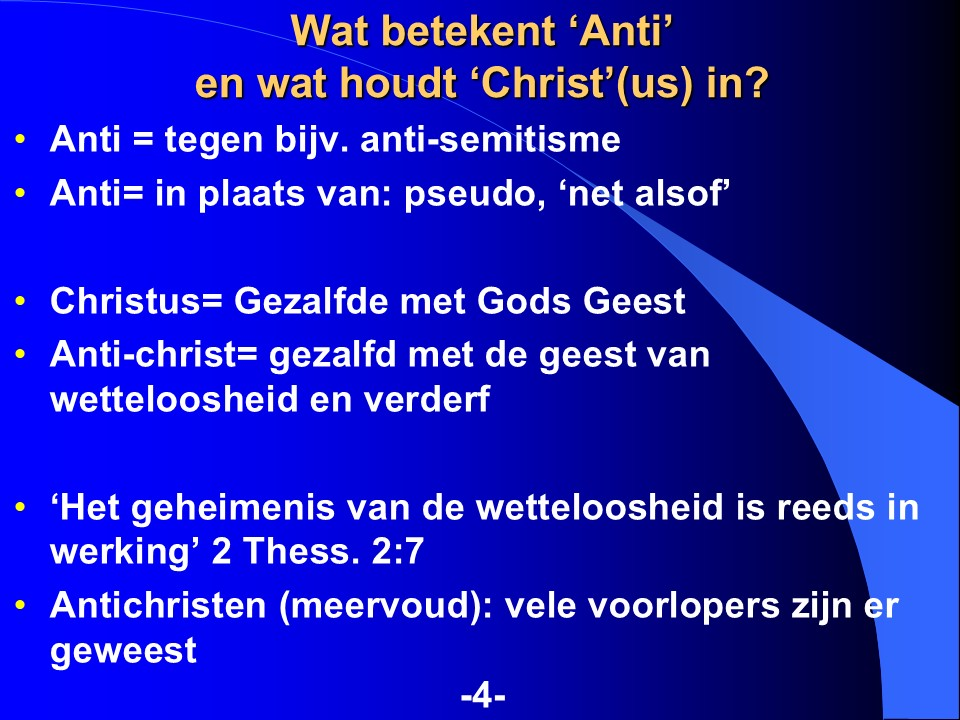 Wat betekent ‘Anti’
en wat houdt ‘Christ’(us) in?
• Anti = tegen bijv. anti-semitisme
• Anti= in plaats van: pseudo, ‘net alsof’
• Christus= Gezalfde met Gods Geest
• Anti-christ= gezalfd met de geest van
wetteloosheid en verderf
• ‘Het geheimenis van de wetteloosheid is reeds in
werking’ 2 Thess. 2:7
• Antichristen (meervoud): vele voorlopers zijn er
geweest
-4-